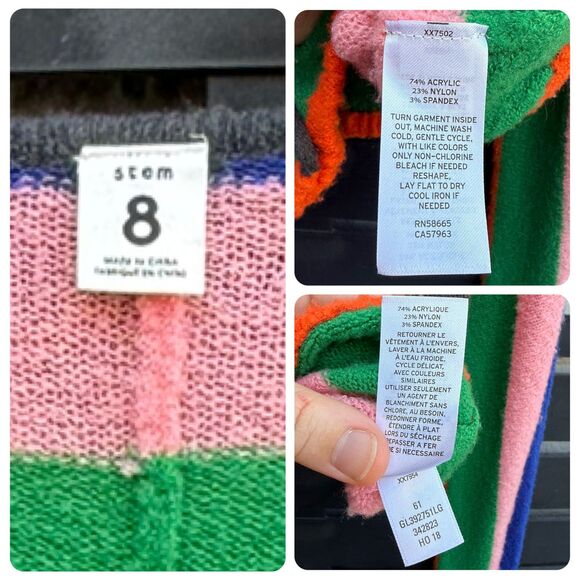 stem
8
MADE IN CHINA
FABRIQUÉ EN CHINE
XX7502
74% ACRYLIC
23% NYLON
3% SPANDEX
TURN GARMENT INSIDE
OUT, MACHINE WASH
COLD, GENTLE CYCLE,
WITH LIKE COLORS
ONLY NON-CHLORINE
BLEACH IF NEEDED
RESHAPE,
LAY FLAT TO DRY
COOL IRON IF
NEEDED
RN58665
CA57963
74% ACRYLIQUE
23% NYLON
3% SPANDEX
RETOURNER LE
VÊTEMENT À L'ENVERS,
LAVER À LA MACHINE
À L'EAU FROIDE,
CYCLE DÉLICAT,
AVEC COULEURS
SIMILAIRES
UTILISER SEULEMENT
UN AGENT DE
BLANCHIMENT SANS
CHLORE, AU BESOIN,
REDONNER FORME,
ÉTENDRE À PLAT
LORS DU SÉCHAGE
REPASSER A FER
SI NECESSAIRE
XX7954
61
GL392751LG
342823
HO 18